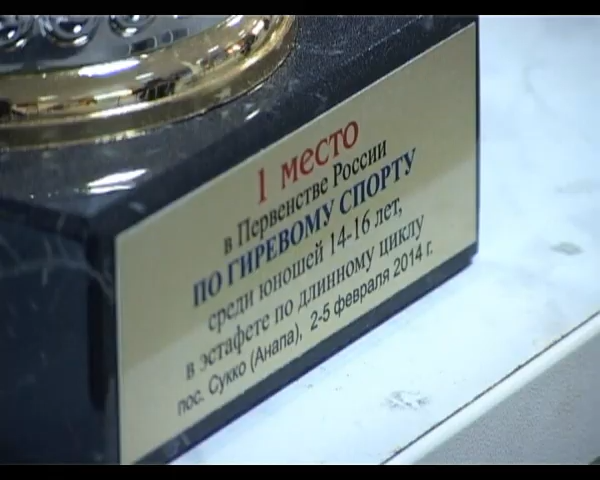 1 место
в Первенстве России
ПО ГИРЕВОМУ СПОРТУ
среди юношей 14-16 лет,
в эстафете по длинному циклу
пос. Сукко (Анапа), 2-5 февраля 2014 г.